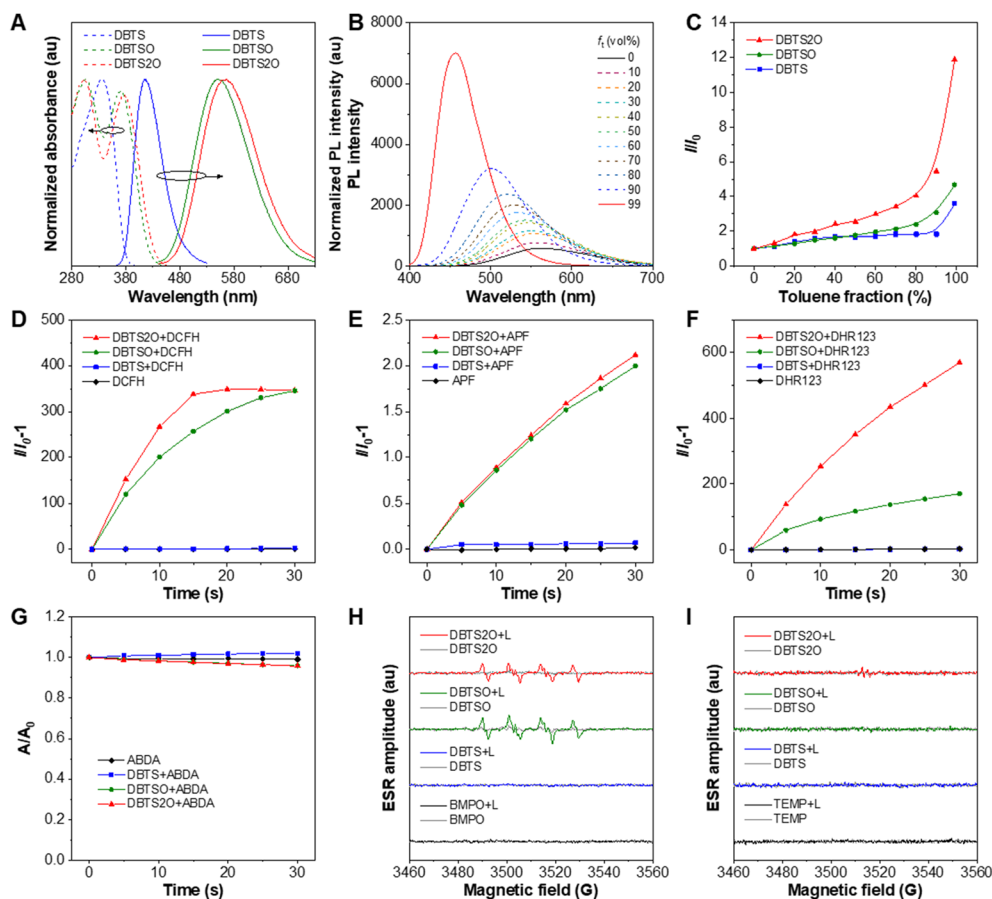 A
DBTS
DBTSO
DBTS2O
DBTS
DBTSO
DBTS2O
Normalized absorbance (au)
280 380 480 580 680
Wavelength (nm)
B
Normalized PL intensity
PL intensity
8000
6000
4000
2000
0
ft (vol%)
0
10
20
30
40
50
60
70
80
90
99
400 500 600 700
Wavelength (nm)
C
I/I0
14
12
10
8
6
4
2
0
DBTS2O
DBTSO
DBTS
0 20 40 60 80 100
Toluene fraction (%)
D
I/I0-1
500
400
300
200
100
0
DBTS2O+DCFH
DBTSO+DCFH
DBTS+DCFH
DCFH
0 10 20 30
Time (s)
E
I/I0-1
2.5
2.0
1.5
1.0
0.5
0.0
DBTS2O+APF
DBTSO+APF
DBTS+APF
APF
0 10 20 30
Time (s)
F
I/I0-1
600
400
200
0
DBTS2O+DHR123
DBTSO+DHR123
DBTS+DHR123
DHR123
0 10 20 30
Time (s)
G
A/A0
1.2
1.0
0.8
0.6
0.4
0.2
0.0
ABDA
DBTS+ABDA
DBTSO+ABDA
DBTS2O+ABDA
0 10 20 30
Time (s)
H
ESR amplitude (au)
DBTS2O+L
DBTS2O
DBTSO+L
DBTSO
DBTS+L
DBTS
BMPO+L
BMPO
3460 3480 3500 3520 3540 3560
Magnetic field (G)
I
ESR amplitude (au)
DBTS2O+L
DBTS2O
DBTSO+L
DBTSO
DBTS+L
DBTS
TEMP+L
TEMP
3460 3480 3500 3520 3540 3560
Magnetic field (G)